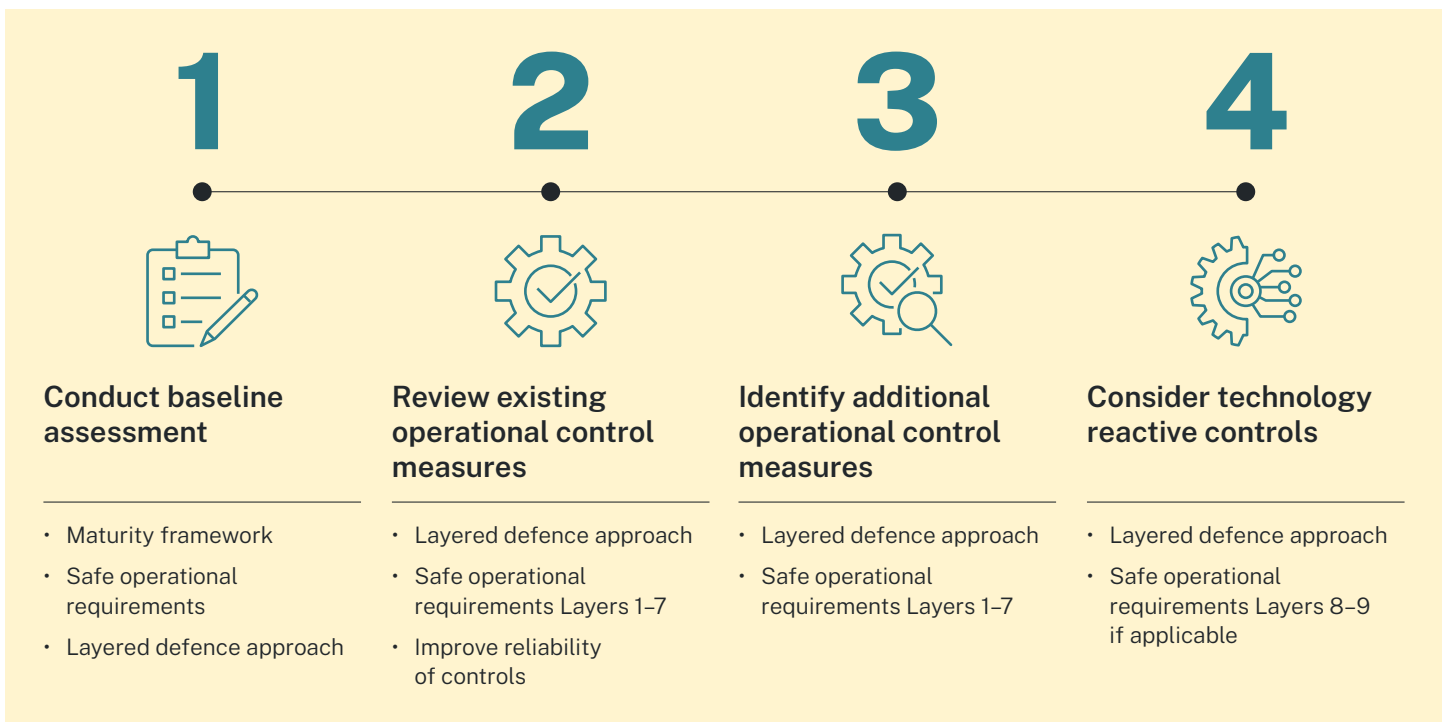 1
2
3
4
Conduct baseline
assessment
• Maturity framework
• Safe operational
requirements
• Layered defence approach
Review existing
operational control
measures
• Layered defence approach
• Safe operational
requirements Layers 1–7
• Improve reliability
of controls
Identify additional
operational control
measures
• Layered defence approach
• Safe operational
requirements Layers 1–7
Consider technology
reactive controls
• Layered defence approach
• Safe operational
requirements Layers 8–9
if applicable